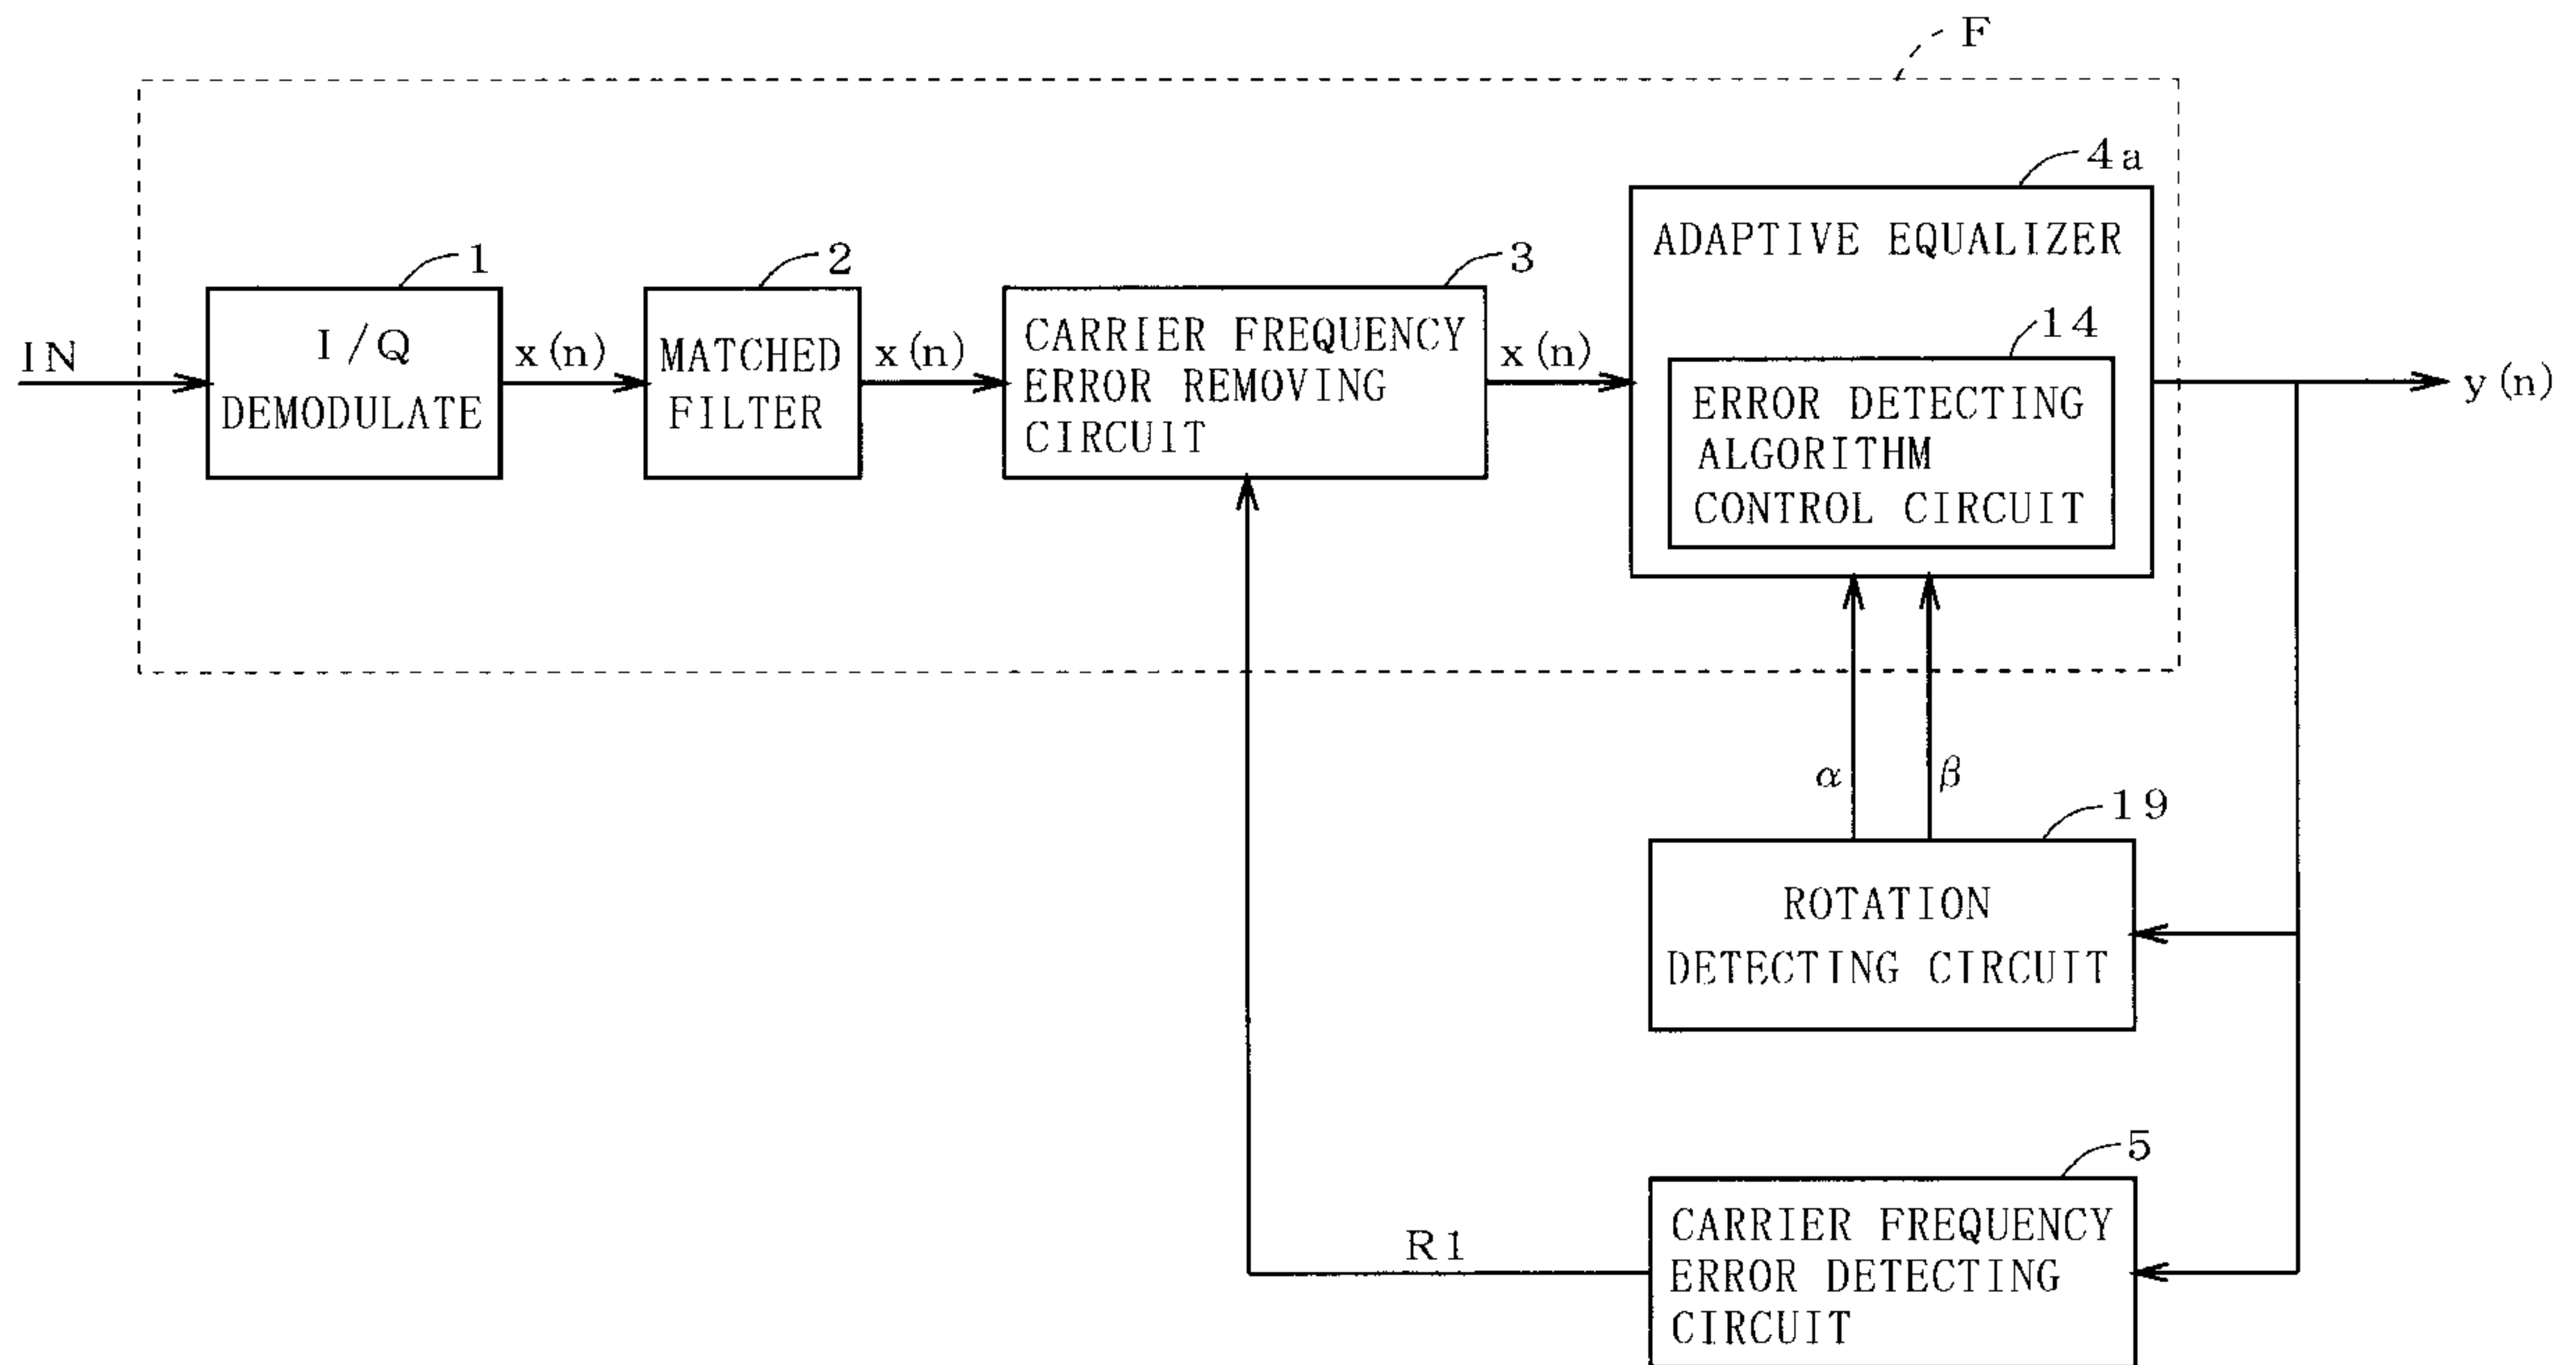 F
4a
ADAPTIVE EQUALIZER
1
2
3
14
IN
I/Q
DEMODULATE
x(n)
MATCHED
FILTER
x(n)
CARRIER FREQUENCY
ERROR REMOVING
CIRCUIT
x(n)
ERROR DETECTING
ALGORITHM
CONTROL CIRCUIT
y(n)
α
β
19
ROTATION
DETECTING CIRCUIT
5
R1
CARRIER FREQUENCY
ERROR DETECTING
CIRCUIT